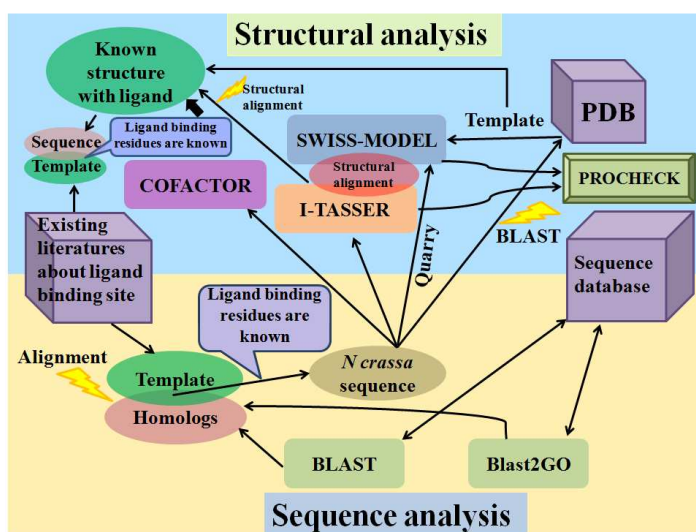 Structural analysis
Known
structure
with ligand
Structural
alignment
Template
PDB
Sequence
Template
Ligand binding
residues are known
SWISS-MODEL
Structural
alignment
I-TASSER
COFACTOR
PROCHECK
BLAST
Quarry
Existing
literatures
about ligand
binding site
Sequence
database
Ligand binding
residues are
known
N crassa
sequence
Alignment
Template
Homologs
BLAST
Blast2GO
Sequence analysis